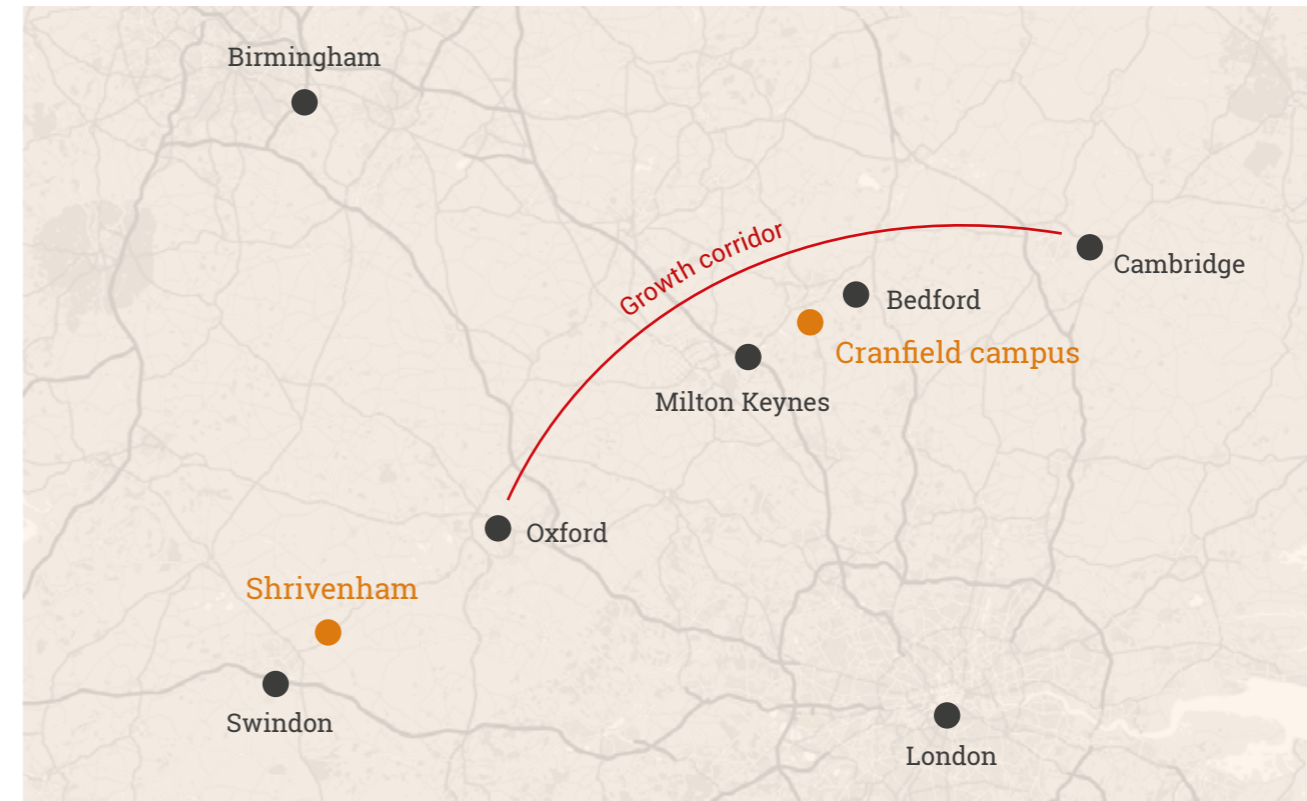 Birmingham
Growth corridor
Cambridge
Bedford
Cranfield campus
Milton Keynes
Oxford
Shrivenham
Swindon
London